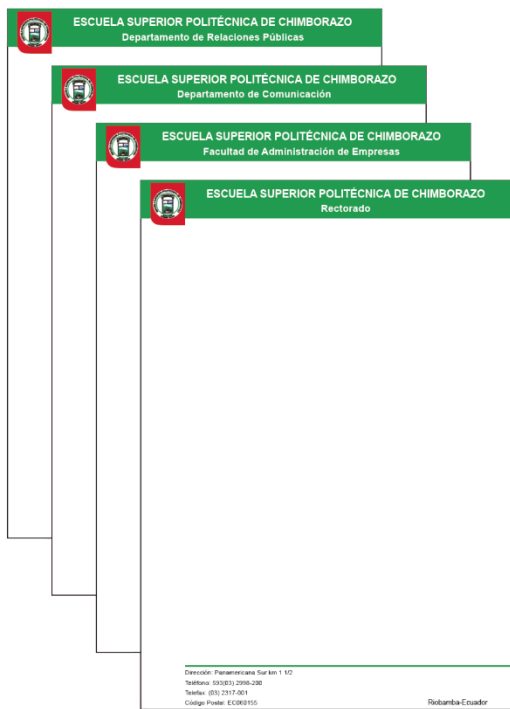 ESCUELA SUPERIOR POLITÉCNICA DE CHIMBORAZO
Departamento de Relaciones Públicas
ESCUELA SUPERIOR POLITÉCNICA DE CHIMBORAZO
Departamento de Comunicación
ESCUELA SUPERIOR POLITÉCNICA DE CHIMBORAZO
Facultad de Administración de Empresas
ESCUELA SUPERIOR POLITÉCNICA DE CHIMBORAZO
Rectorado
Dirección: Panamericana Sur km 1 1/2
Teléfono: 593(03) 2998-200
Telefax: (03) 2317-001
Código Postal: EC060155
Riobamba-Ecuador